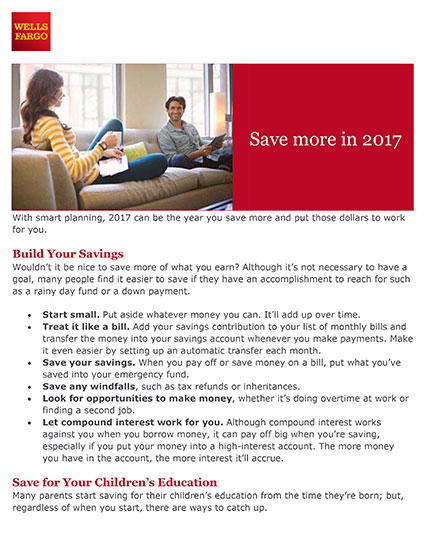 WELLS
FARGO
Save more in 2017
With smart planning, 2017 can be the year you save more and put those dollars to work
for you.
Build Your Savings
Wouldn't it be nice to save more of what you earn? Although it's not necessary to have a
goal, many people find it easier to save if they have an accomplishment to reach for such
as a rainy day fund or a down payment.
• Start small. Put aside whatever money you can. It'll add up over time.
• Treat it like a bill. Add your savings contribution to your list of monthly bills and
transfer the money into your savings account whenever you make payments. Make
it even easier by setting up an automatic transfer each month.
• Save your savings. When you pay off or save money on a bill, put what you've
saved into your emergency fund.
• Save any windfalls, such as tax refunds or inheritances.
• Look for opportunities to make money, whether it's doing overtime at work or
finding a second job.
• Let compound interest work for you. Although compound interest works
against you when you borrow money, it can pay off big when you're saving,
especially if you put your money into a high-interest account. The more money
you have in the account, the more interest it'll accrue.
Save for Your Children's Education
Many parents start saving for their children's education from the time they're born; but,
regardless of when you start, there are ways to catch up.